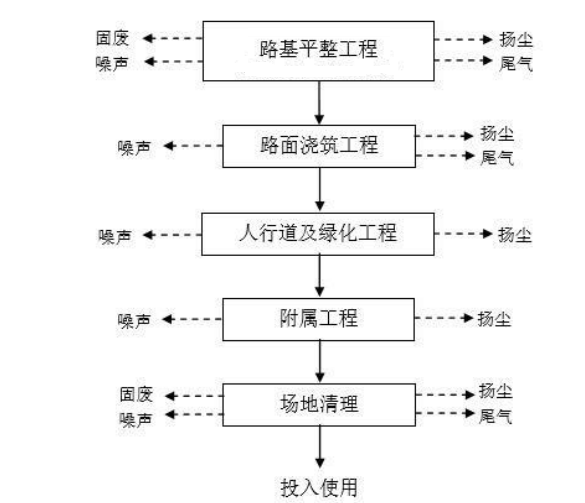 固废
噪声
路基平整工程
扬尘
尾气
噪声
路面浇筑工程
扬尘
尾气
噪声
人行道及绿化工程
扬尘
噪声
附属工程
扬尘
固废
噪声
场地清理
扬尘
尾气
投入使用